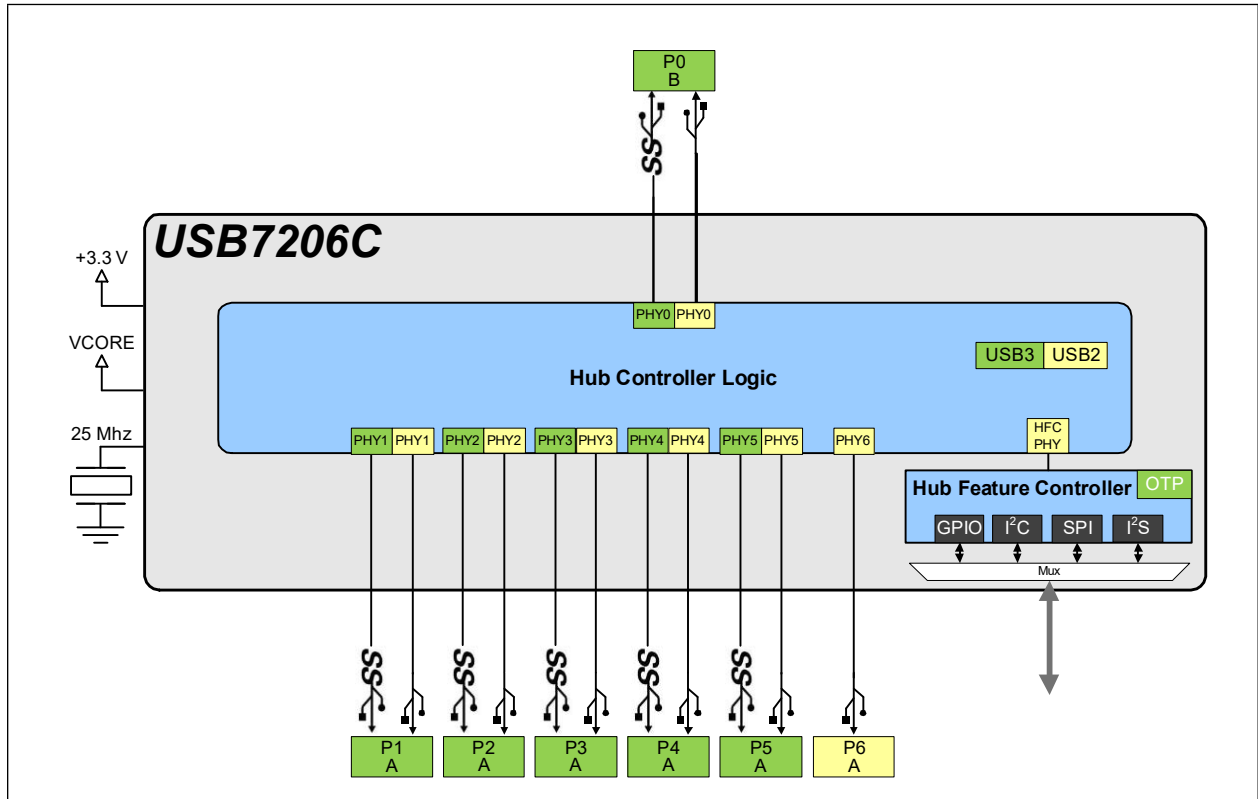 P0
B
SS
USB7206C
+3.3 V
VCORE
25 Mhz
PHY0 PHY0
USB3 USB2
Hub Controller Logic
PHY1 PHY1 PHY2 PHY2 PHY3 PHY3 PHY4 PHY4 PHY5 PHY5 PHY6
HFC
PHY
Hub Feature Controller OTP
GPIO I²C SPI I²S
Mux
SS SS SS SS SS
P1 P2 P3 P4 P5 P6
A A A A A A